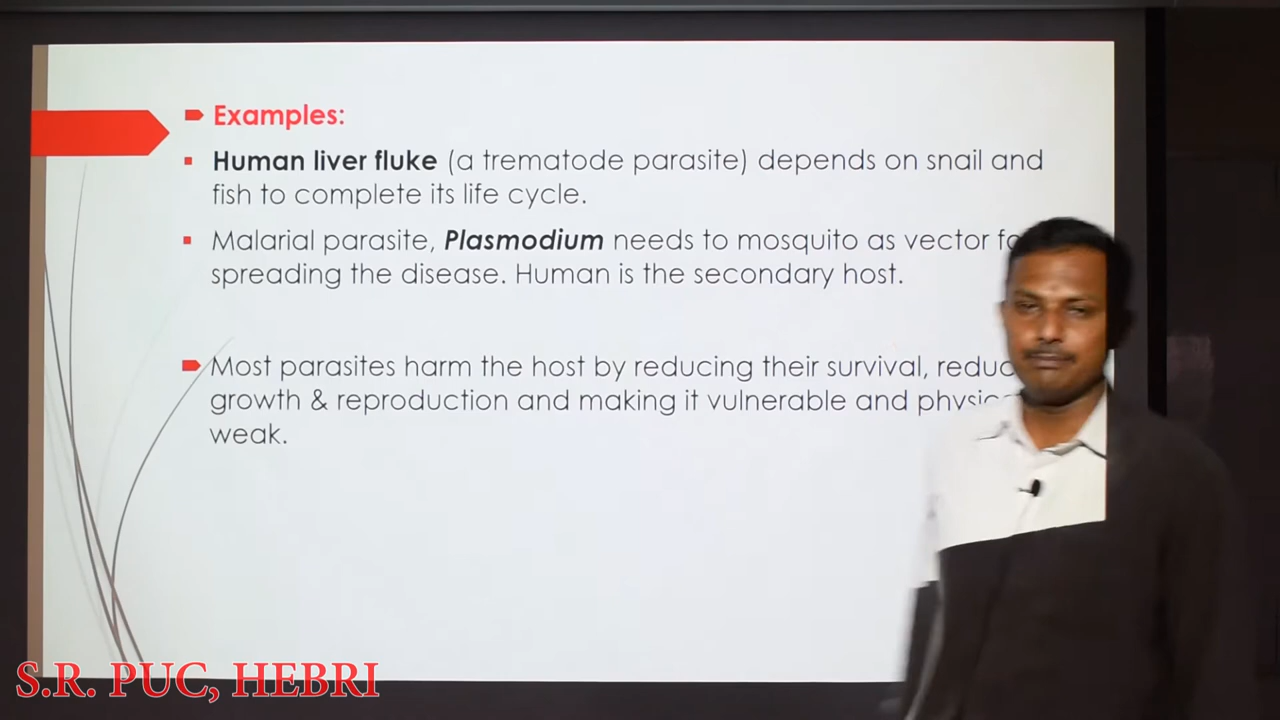 Examples:
Human liver fluke (a trematode parasite) depends on snail and
fish to complete its life cycle.
Malarial parasite, Plasmodium needs to mosquito as vector
spreading the disease. Human is the secondary host.
Most parasites harm the host by reducing their survival,
growth & reproduction and making it vulnerable and
weak.
S.R. PUC, HEBRI